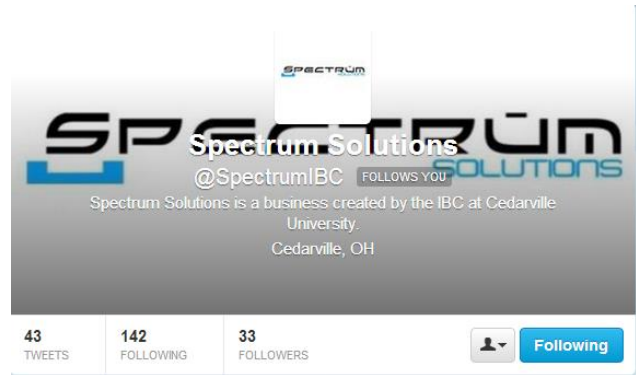 SPECTRUM
SOLUTIONS
SPECTRUM
SOLUTIONS
Spectrum Solutions
@SpectrumIBC FOLLOWS YOU
Spectrum Solutions is a business created by the IBC at Cedarville
University.
Cedarville, OH
43 142 33
TWEETS FOLLOWING FOLLOWERS
Following